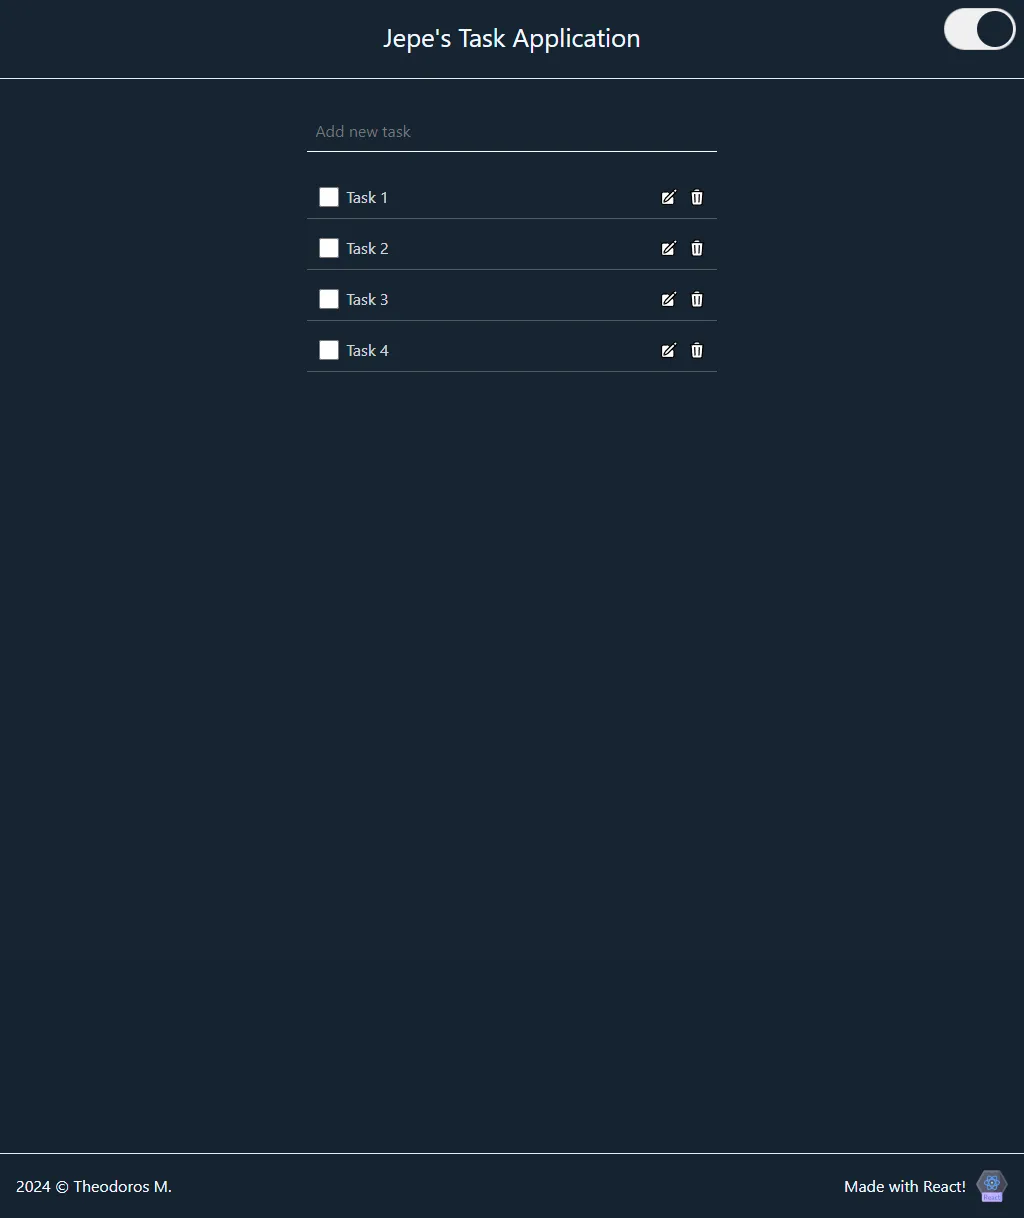 Jepe's Task Application
Add new task
Task 1
Task 2
Task 3
Task 4
2024 © Theodoros M.
Made with React!
React